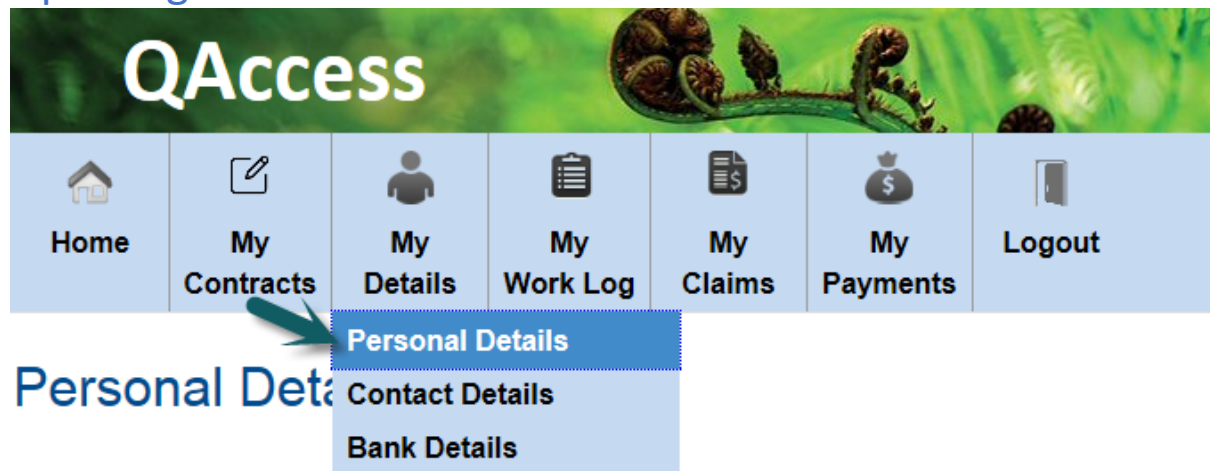 QAccess
Home
My
Contracts
My
Details
My
Work Log
My
Claims
My
Payments
Logout
Personal Details
Contact Details
Bank Details
Personal